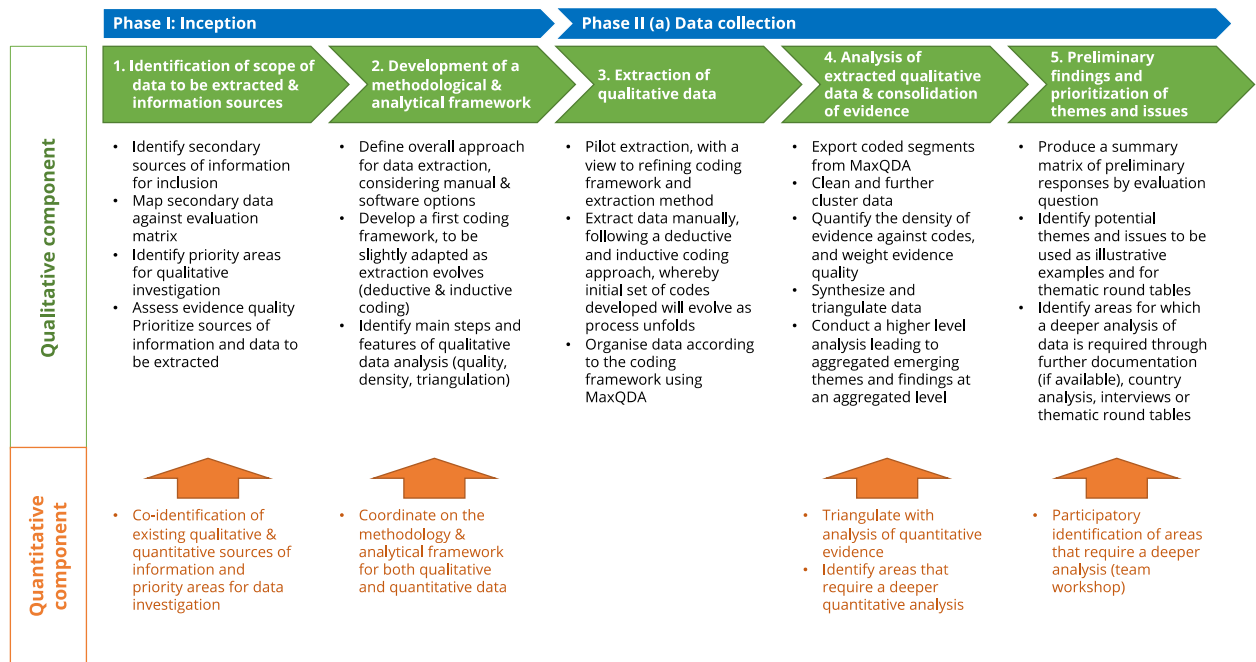 Phase I: Inception
Phase II (a) Data collection
Qualitative component
1. Identification of scope of
data to be extracted &
information sources
2. Development of a
methodological &
analytical framework
3. Extraction of
qualitative data
4. Analysis of
extracted qualitative
data & consolidation
of evidence
5. Preliminary
findings and
prioritization of
themes and issues
• Identify secondary
sources of information
for inclusion
• Map secondary data
against evaluation
matrix
• Identify priority areas
for qualitative
investigation
• Assess evidence quality
Prioritize sources of
information and data to
be extracted
• Define overall approach
for data extraction,
considering manual &
software options
• Develop a first coding
framework, to be
slightly adapted as
extraction evolves
(deductive & inductive
coding)
• Identify main steps and
features of qualitative
data analysis (quality,
density, triangulation)
• Pilot extraction, with a
view to refining coding
framework and
extraction method
• Extract data manually,
following a deductive
and inductive coding
approach, whereby
initial set of codes
developed will evolve as
process unfolds
• Organise data according
to the coding
framework using
MaxQDA
• Export coded segments
from MaxQDA
• Clean and further
cluster data
• Quantify the density of
evidence against codes,
and weight evidence
quality
• Synthesize and
triangulate data
• Conduct a higher level
analysis leading to
aggregated emerging
themes and findings at
an aggregated level
• Produce a summary
matrix of preliminary
responses by evaluation
question
• Identify potential
themes and issues to be
used as illustrative
examples and for
thematic round tables
• Identify areas for which
a deeper analysis of
data is required through
further documentation
(if available), country
analysis, interviews or
thematic round tables
Quantitative
component
• Co-identification of
existing qualitative &
quantitative sources of
information and
priority areas for data
investigation
• Coordinate on the
methodology &
analytical framework
for both qualitative
and quantitative data
• Triangulate with
analysis of quantitative
evidence
• Identify areas that
require a deeper
quantitative analysis
• Participatory
identification of areas
that require a deeper
analysis (team
workshop)